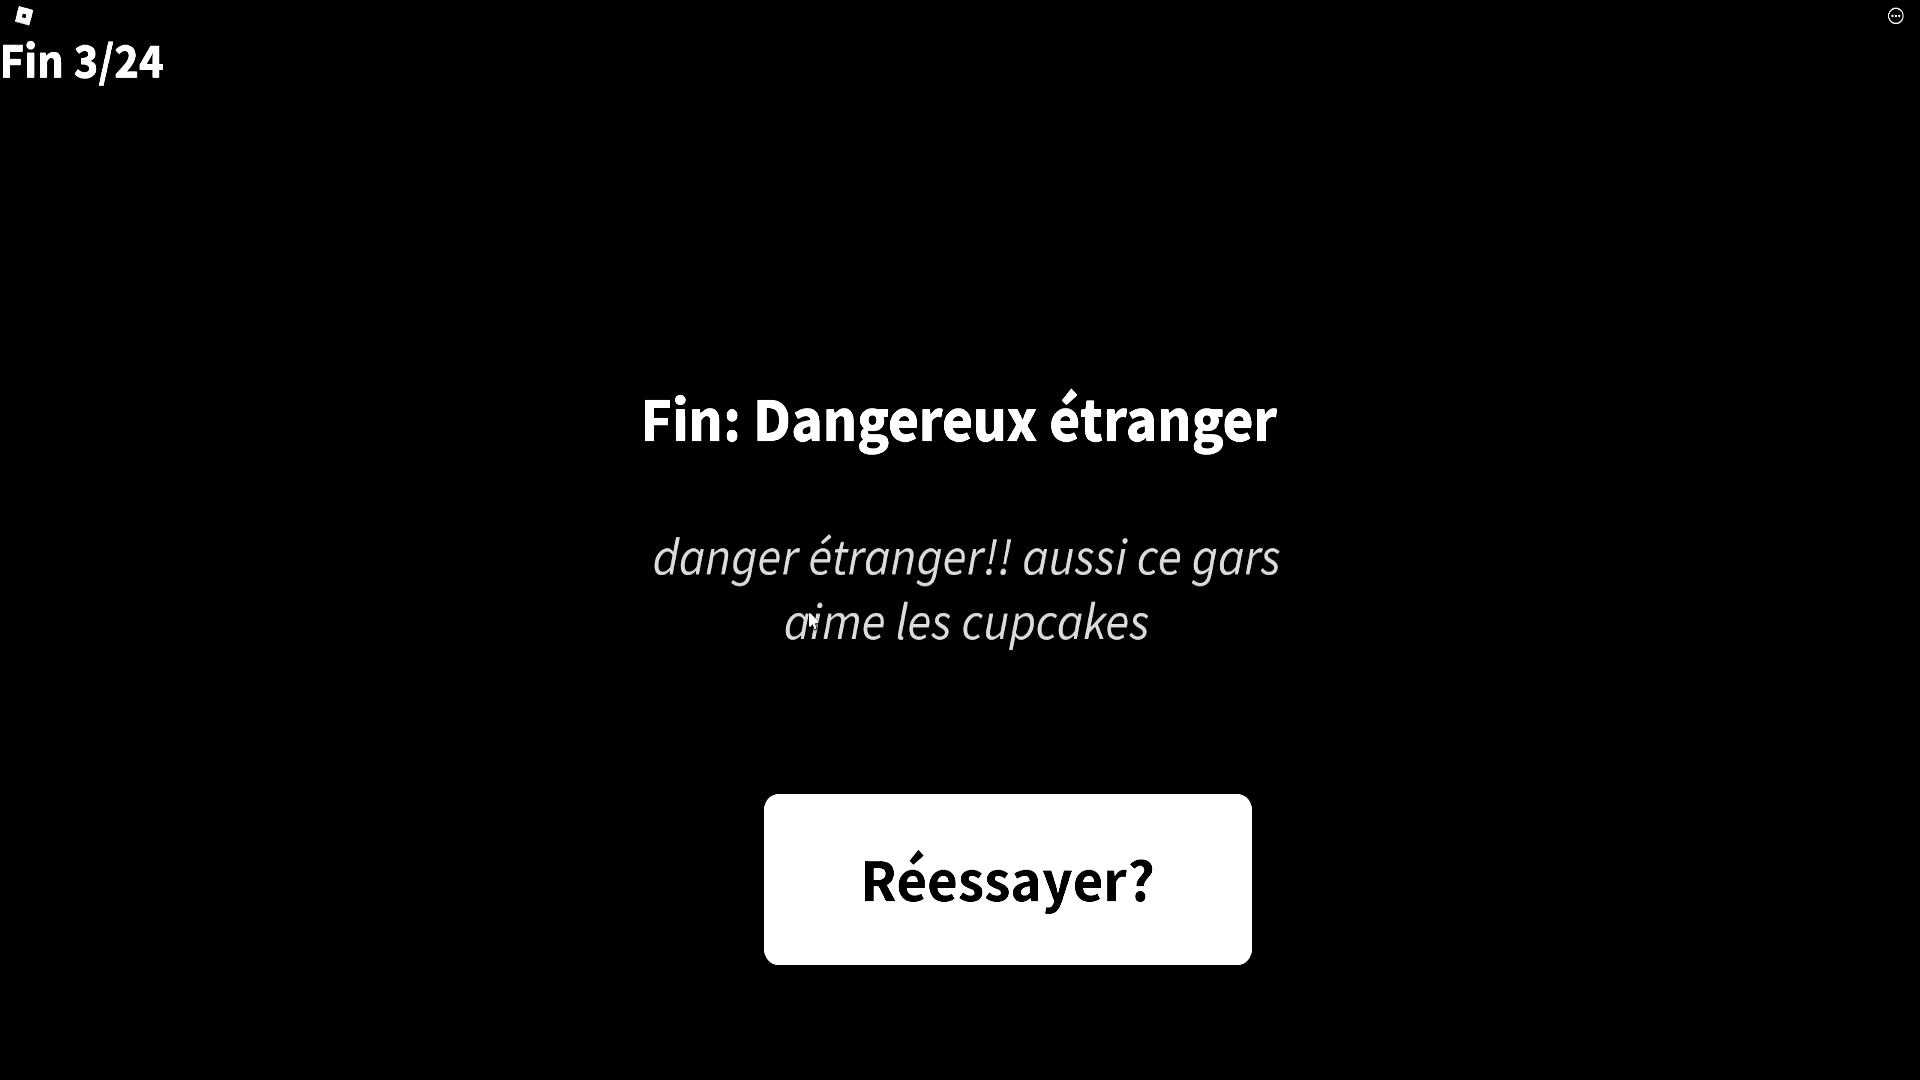 Fin 3/24
Fin: Dangereux étranger
danger étranger!! aussi ce gars
aime les cupcakes
Réessayer?